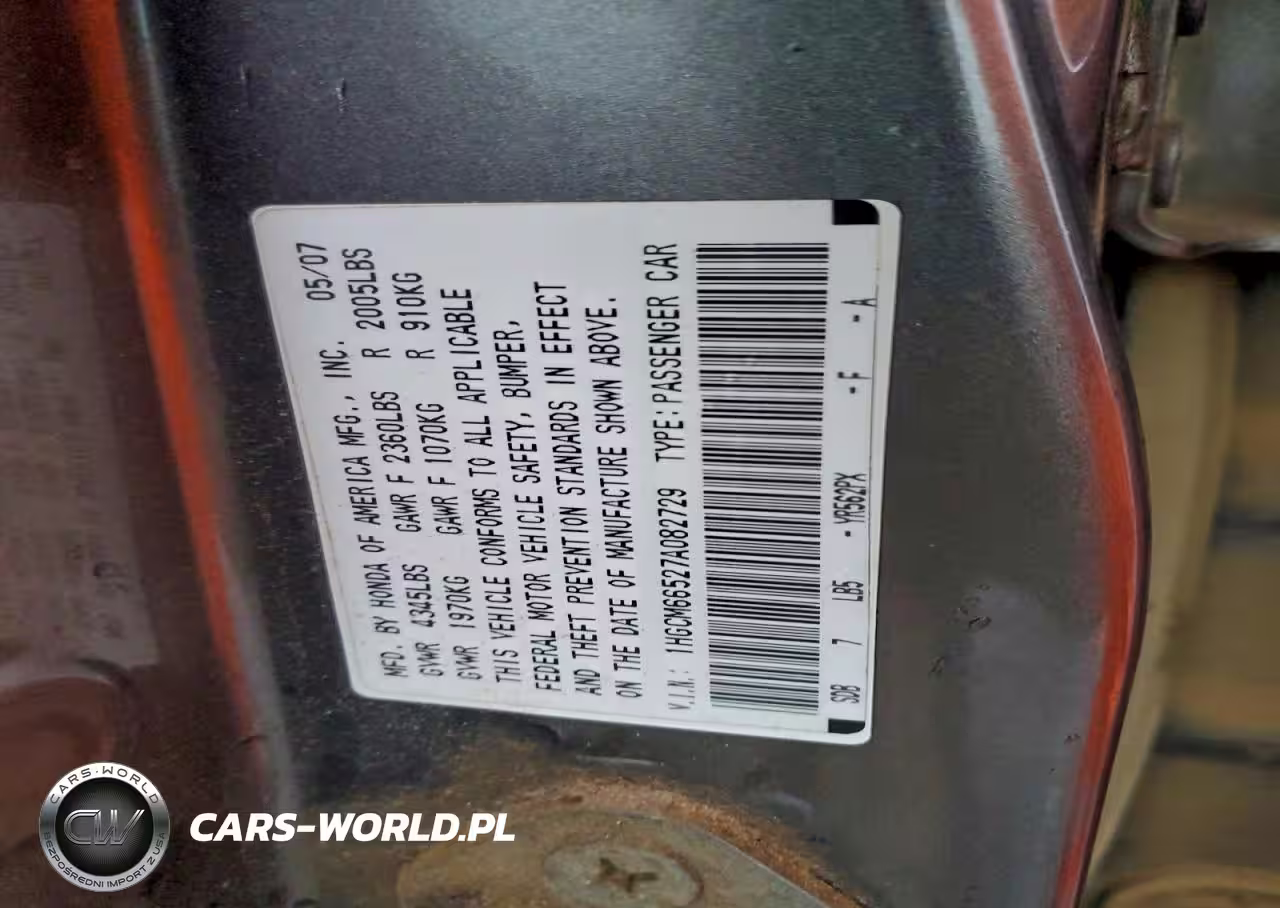 MFD. BY HONDA OF AMERICA MFG., INC. 05/07
GVWR 4345LBS GAWR F 2360LBS R 2005LBS
GVWR 1970KG GAWR F 1070KG R 910KG
THIS VEHICLE CONFORMS TO ALL APPLICABLE
FEDERAL MOTOR VEHICLE SAFETY, BUMPER,
AND THEFT PREVENTION STANDARDS IN EFFECT
ON THE DATE OF MANUFACTURE SHOWN ABOVE.
V.I.N.: 1HGCM66527A082729 TYPE:PASSENGER CAR
SDB 7 LB5 - YR562PX - F - A
CARS·WORLD
CW
BEZPOŚREDNI IMPORT Z USA
CARS-WORLD.PL